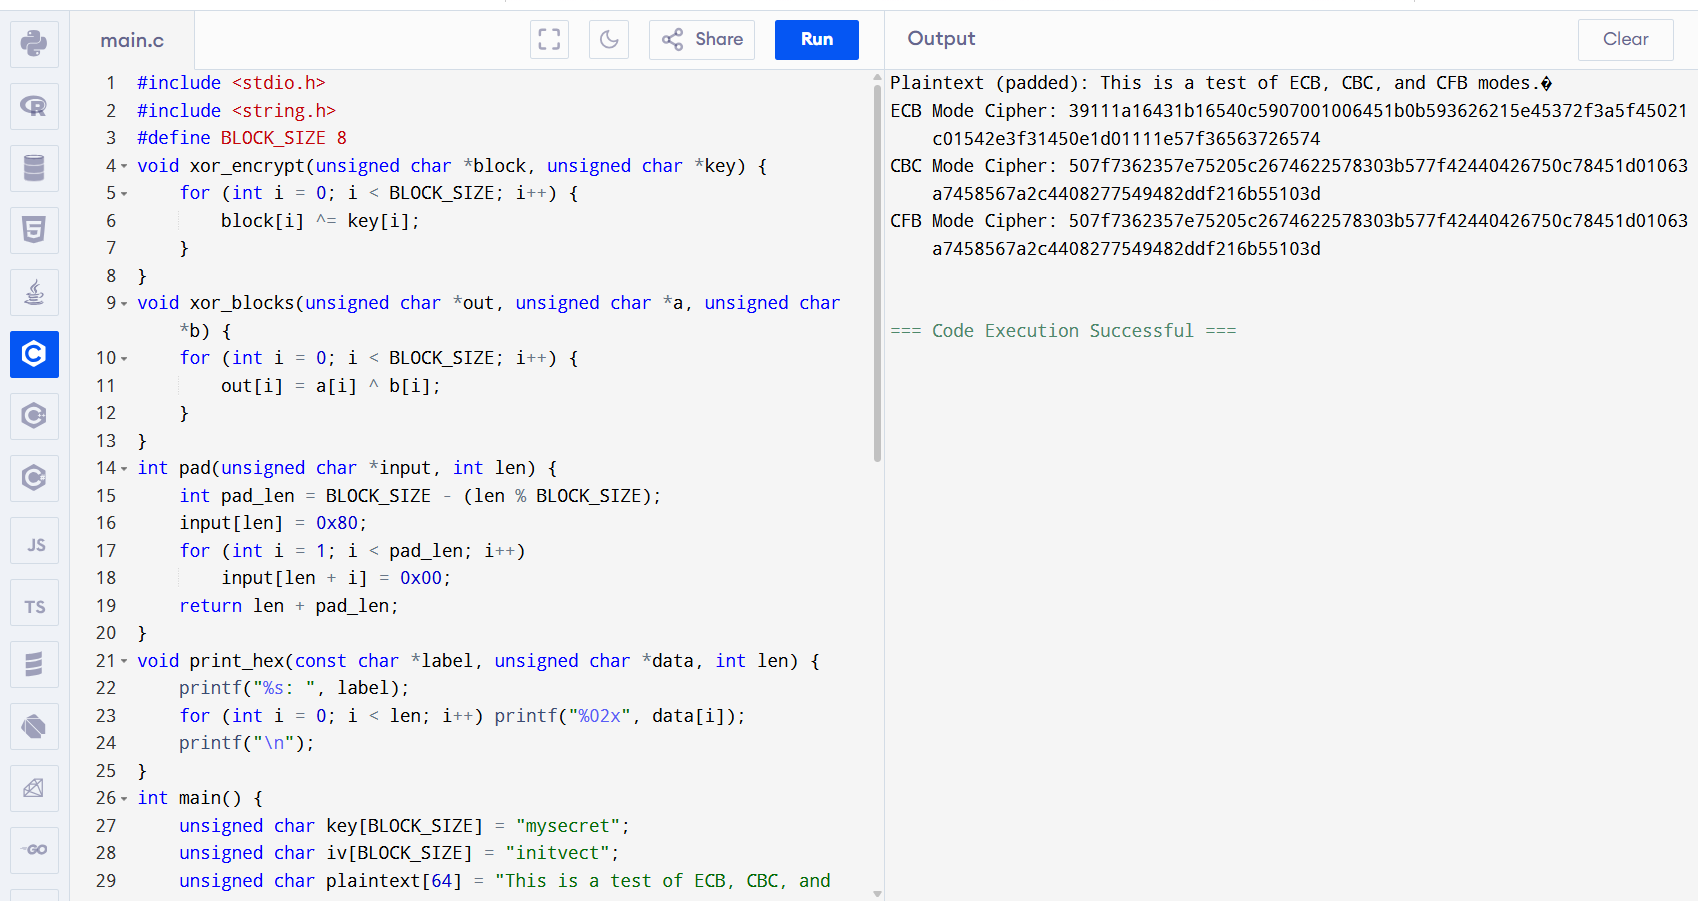 main.c
Share
Run
Output
Clear
1 #include <stdio.h>
2 #include <string.h>
3 #define BLOCK_SIZE 8
4 void xor_encrypt(unsigned char *block, unsigned char *key) {
5     for (int i = 0; i < BLOCK_SIZE; i++) {
6         block[i] ^= key[i];
7     }
8 }
9 void xor_blocks(unsigned char *out, unsigned char *a, unsigned char
    *b) {
10     for (int i = 0; i < BLOCK_SIZE; i++) {
11         out[i] = a[i] ^ b[i];
12     }
13 }
14 int pad(unsigned char *input, int len) {
15     int pad_len = BLOCK_SIZE - (len % BLOCK_SIZE);
16     input[len] = 0x80;
17     for (int i = 1; i < pad_len; i++)
18         input[len + i] = 0x00;
19     return len + pad_len;
20 }
21 void print_hex(const char *label, unsigned char *data, int len) {
22     printf("%s: ", label);
23     for (int i = 0; i < len; i++) printf("%02x", data[i]);
24     printf("\n");
25 }
26 int main() {
27     unsigned char key[BLOCK_SIZE] = "mysecret";
28     unsigned char iv[BLOCK_SIZE] = "initvect";
29     unsigned char plaintext[64] = "This is a test of ECB, CBC, and
Plaintext (padded): This is a test of ECB, CBC, and CFB modes.�
ECB Mode Cipher: 39111a16431b16540c5907001006451b0b593626215e45372f3a5f45021
    c01542e3f31450e1d01111e57f36563726574
CBC Mode Cipher: 507f7362357e75205c2674622578303b577f42440426750c78451d01063
    a7458567a2c4408277549482ddf216b55103d
CFB Mode Cipher: 507f7362357e75205c2674622578303b577f42440426750c78451d01063
    a7458567a2c4408277549482ddf216b55103d
=== Code Execution Successful ===
JS
TS
GO